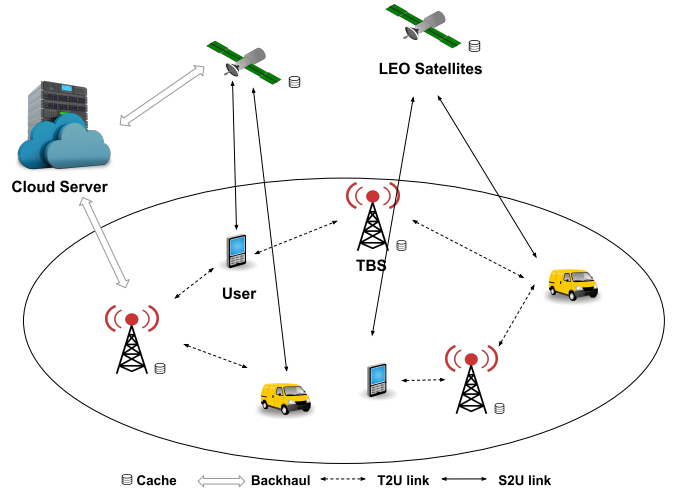 LEO Satellites
Cloud Server
TBS
User
Cache
Backhaul
T2U link
S2U link